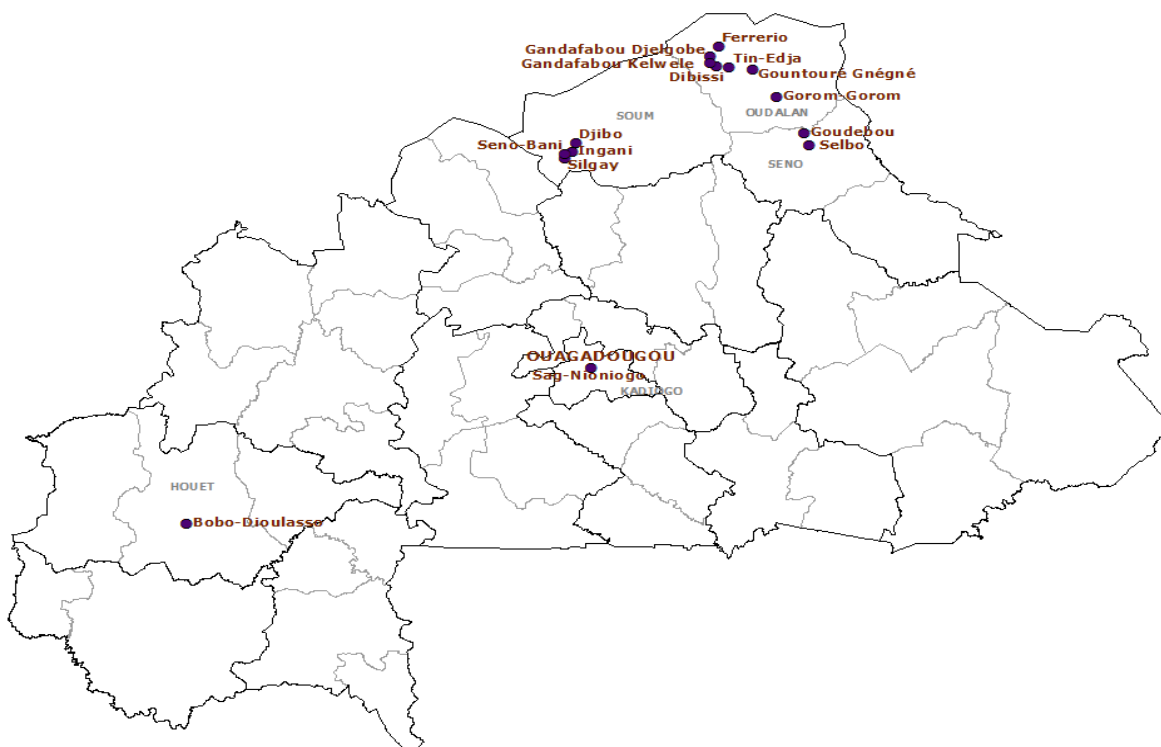 Ferrerio
Gandafabou Djelgobe
Tin-Edja
Gandafabou Kelwele
Dibissi
Gountouré Gnégné
Gorom-Gorom
SOUM
OUDALAN
Djibo
Goudebou
Seno-Bani
Ingani
Selbo
Silgay
SENO
OUAGADOUGOU
Sag-Nioniogo
KADIOGO
HOUET
Bobo-Dioulasso